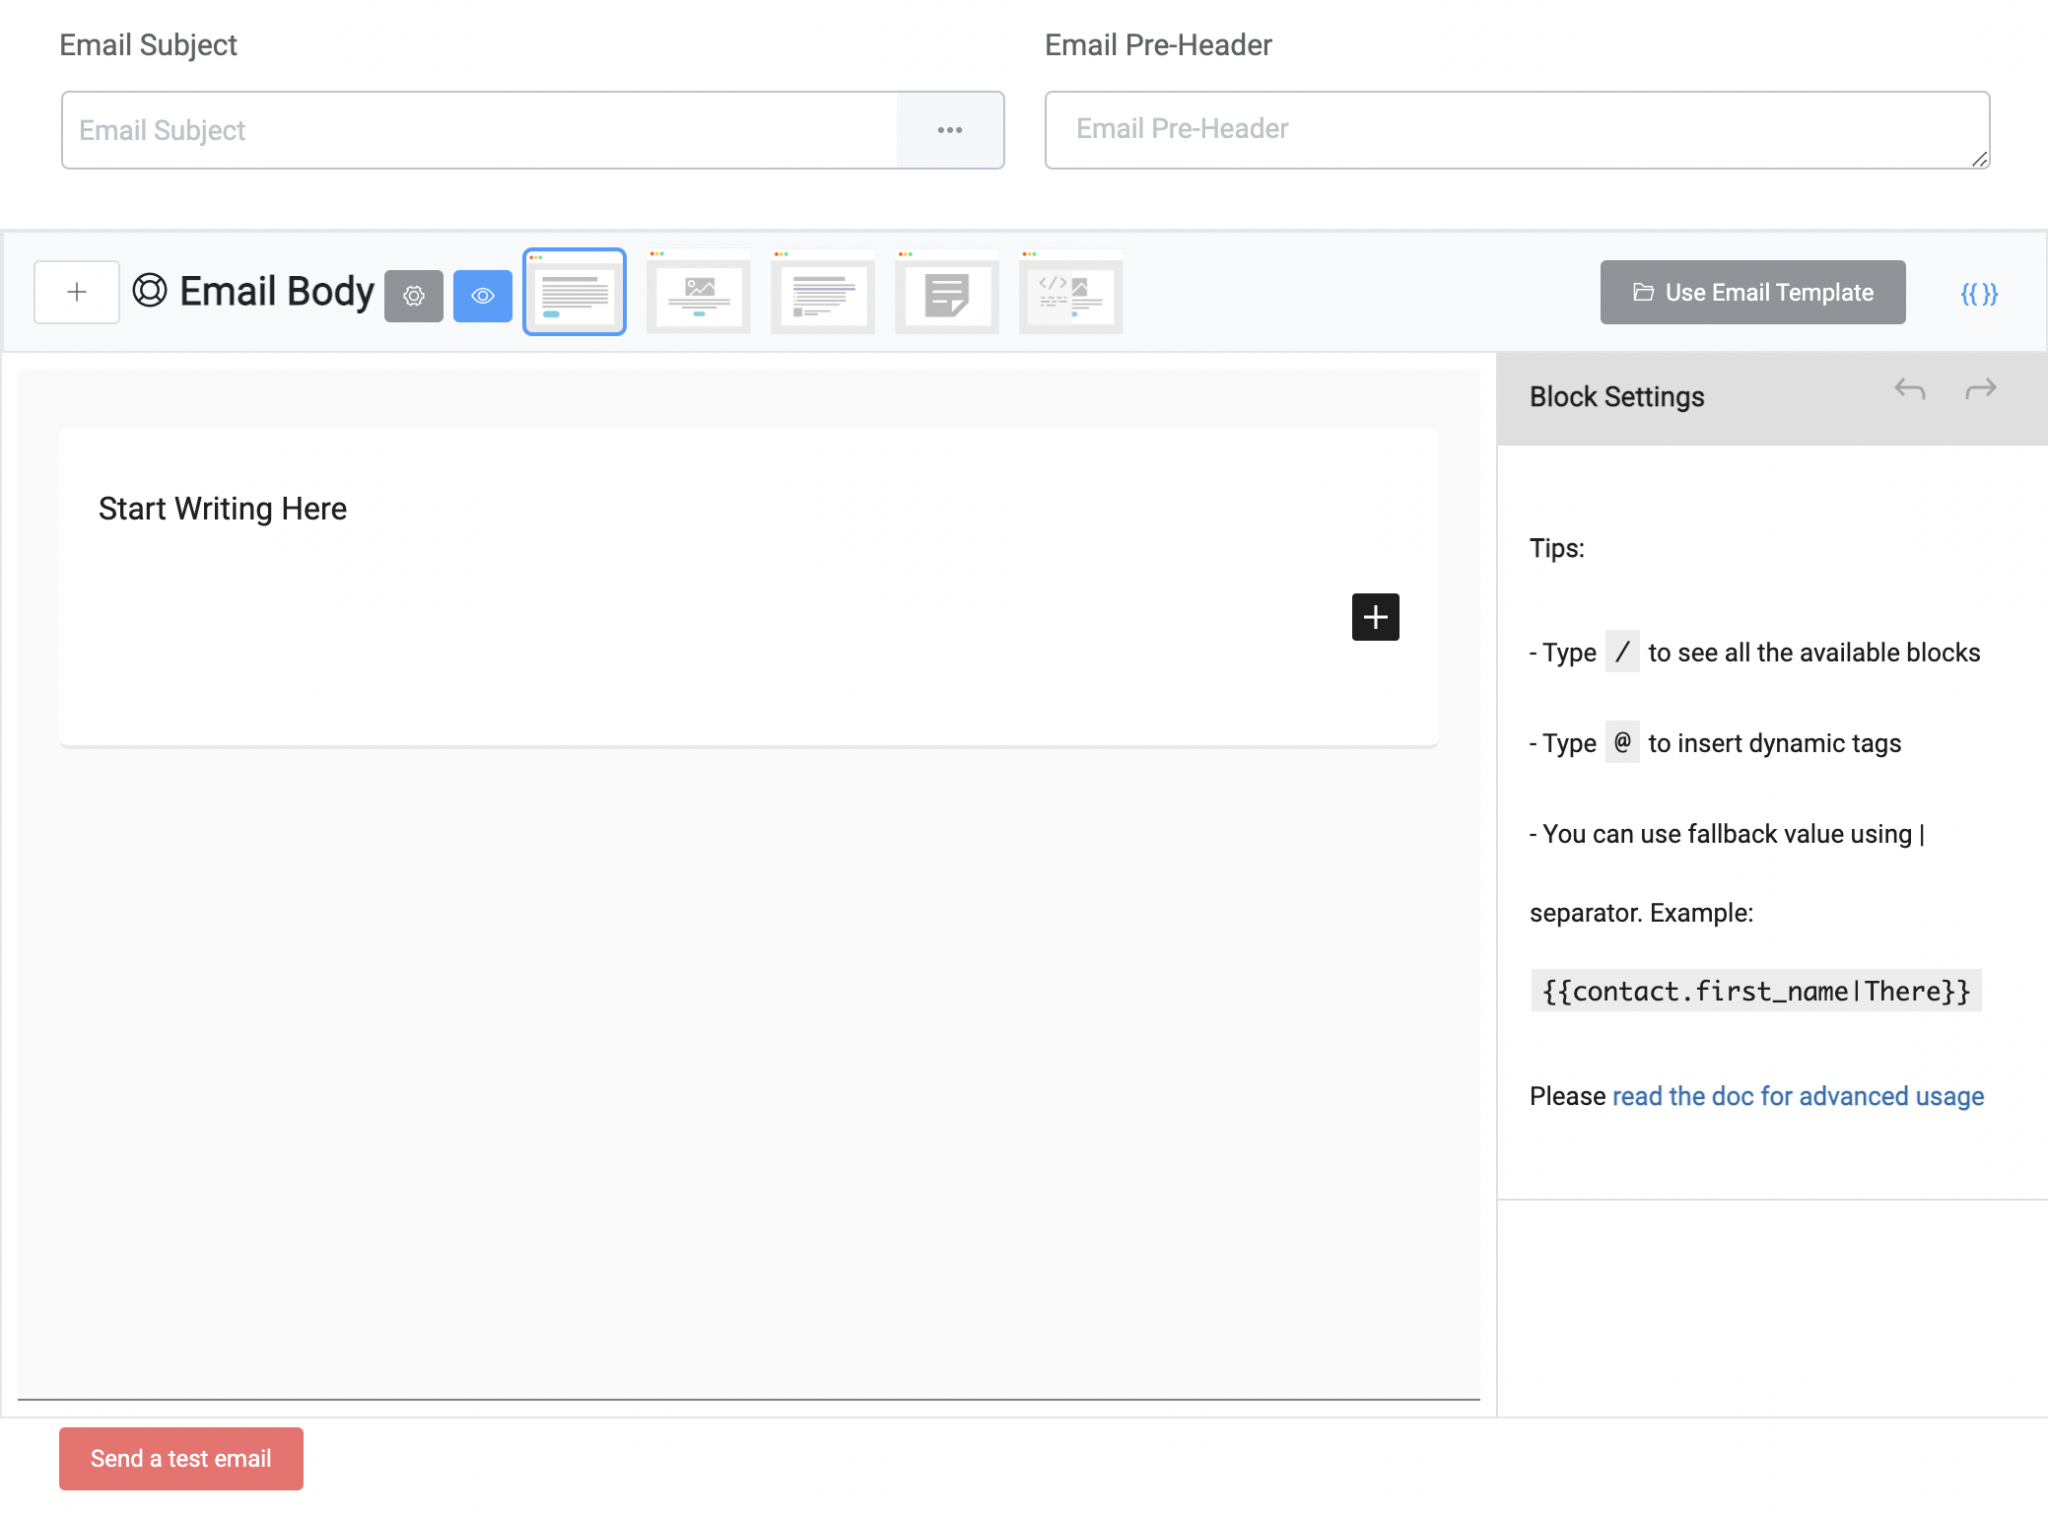 Email Subject
Email Pre-Header
Email Subject
Email Pre-Header
Email Body
Use Email Template
{{ }}
Block Settings
Start Writing Here
Tips:
- Type / to see all the available blocks
- Type @ to insert dynamic tags
- You can use fallback value using |
separator. Example:
{{contact.first_name|There}}
Please read the doc for advanced usage
Send a test email